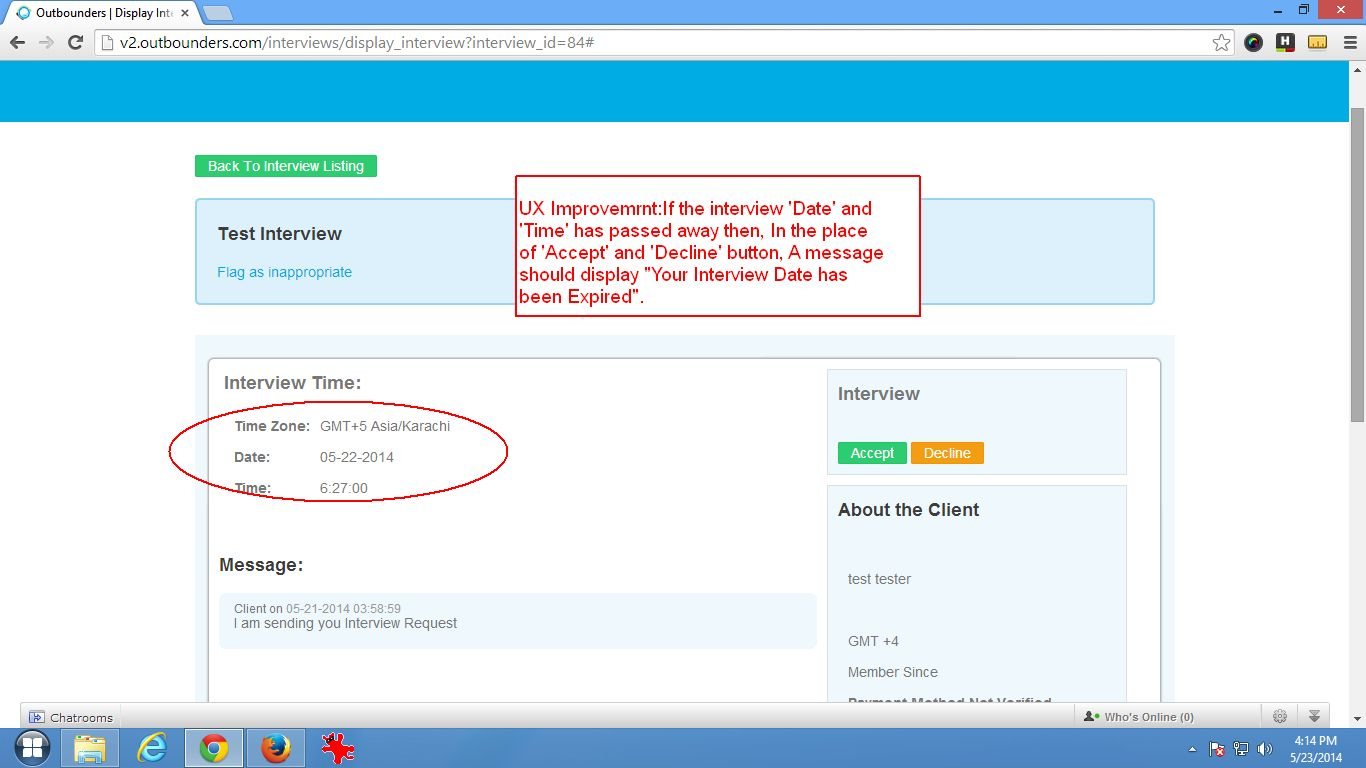 Outbounders | Display Inte
v2.outbounders.com/interviews/display_interview?interview_id=84#
H
Back To Interview Listing
Test Interview
Flag as inappropriate
UX Improvemrnt:If the interview 'Date' and
'Time' has passed away then, In the place
of 'Accept' and 'Decline' button, A message
should display "Your Interview Date has
been Expired".
Interview Time:
Time Zone: GMT+5 Asia/Karachi
Date: 05-22-2014
Time: 6:27:00
Message:
Client on 05-21-2014 03:58:59
I am sending you Interview Request
Interview
Accept Decline
About the Client
test tester
GMT +4
Member Since
Payment Method Not Verified
Chatrooms
Who's Online (0)
4:14 PM
5/23/2014